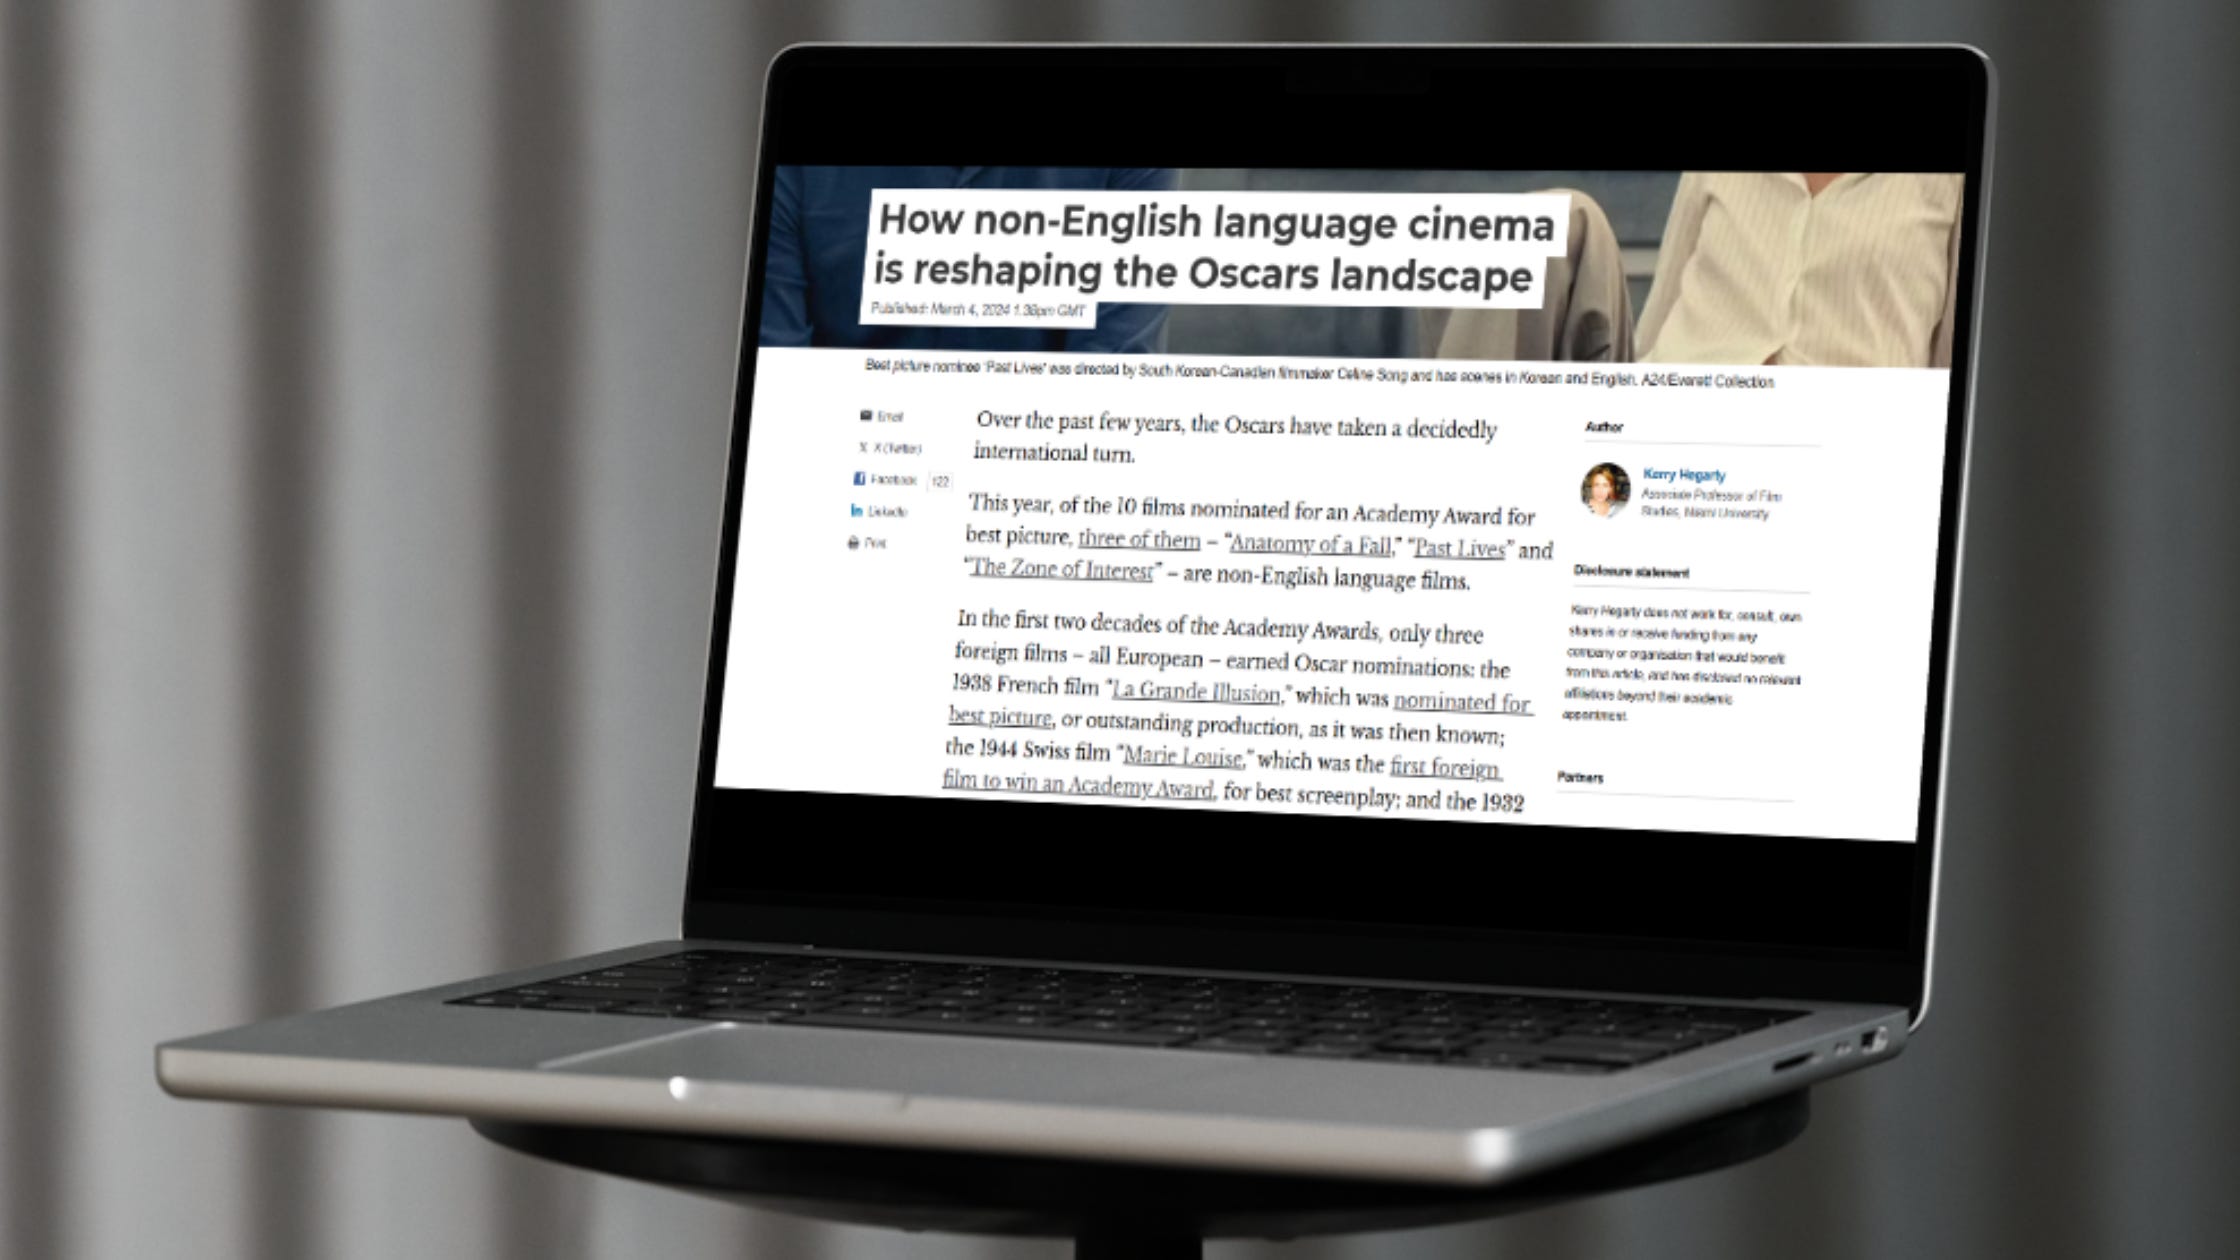 How non-English language cinema
is reshaping the Oscars landscape
Published: March 4, 2024 1.38pm GMT
Best picture nominee ‘Past Lives’ was directed by South Korean-Canadian filmmaker Celine Song and has scenes in Korean and English. A24/Everett Collection
Email
X (Twitter)
Facebook 122
LinkedIn
Print
Over the past few years, the Oscars have taken a decidedly
international turn.
This year, of the 10 films nominated for an Academy Award for
best picture, three of them – “Anatomy of a Fall,” “Past Lives” and
“The Zone of Interest” – are non-English language films.
In the first two decades of the Academy Awards, only three
foreign films – all European – earned Oscar nominations: the
1938 French film “La Grande Illusion,” which was nominated for
best picture, or outstanding production, as it was then known;
the 1944 Swiss film “Marie Louise,” which was the first foreign
film to win an Academy Award, for best screenplay; and the 1932
Author
Kerry Hegarty
Associate Professor of Film
Studies, Miami University
Disclosure statement
Kerry Hegarty does not work for, consult, own
shares in or receive funding from any
company or organisation that would benefit
from this article, and has disclosed no relevant
affiliations beyond their academic
appointment.
Partners